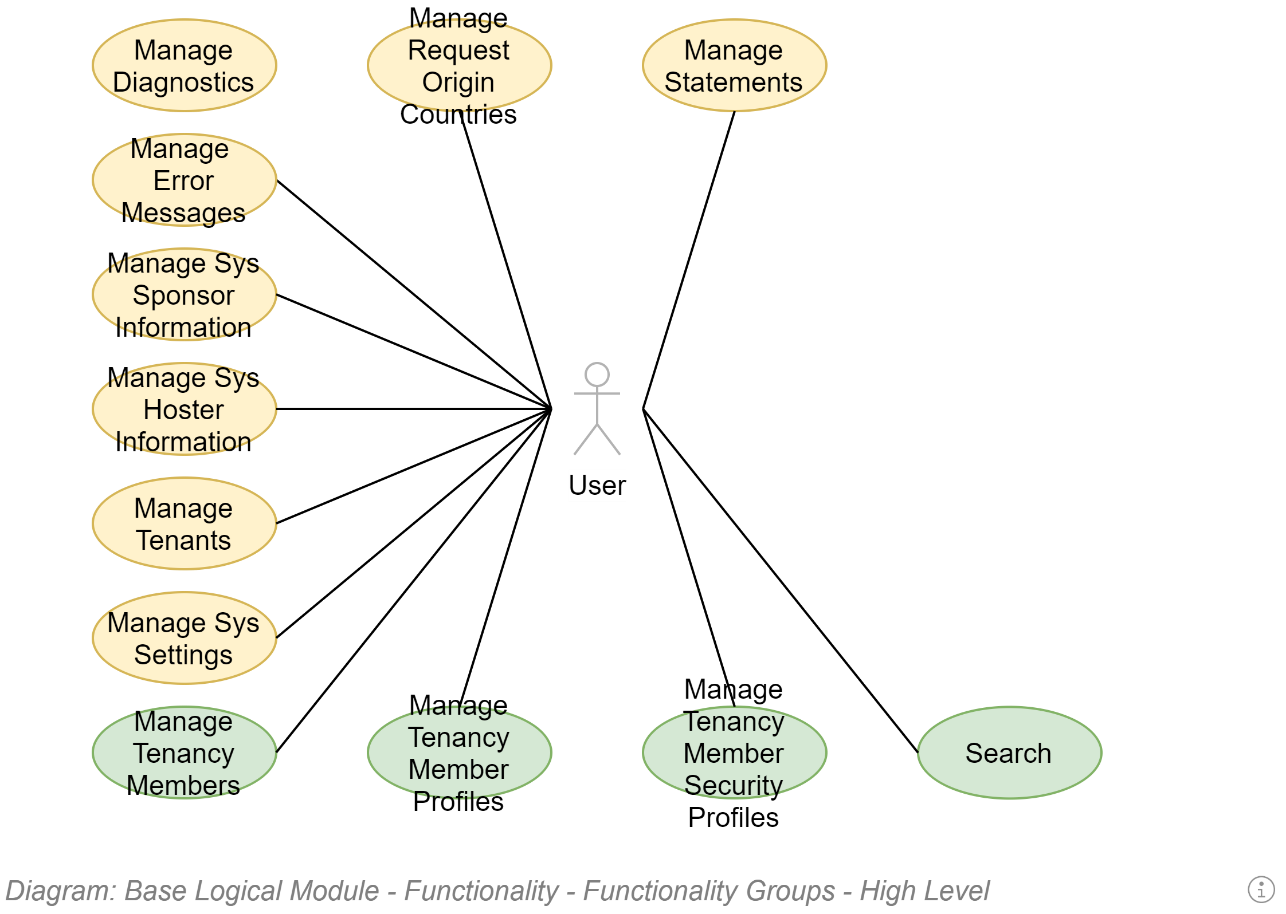 Manage
Diagnostics
Manage
Request
Origin
Countries
Manage
Statements
Manage
Error
Messages
Manage Sys
Sponsor
Information
Manage Sys
Hoster
Information
User
Manage
Tenants
Manage Sys
Settings
Manage
Tenancy
Members
Manage
Tenancy
Member
Profiles
Manage
Tenancy
Member
Security
Profiles
Search
Diagram: Base Logical Module - Functionality - Functionality Groups - High Level